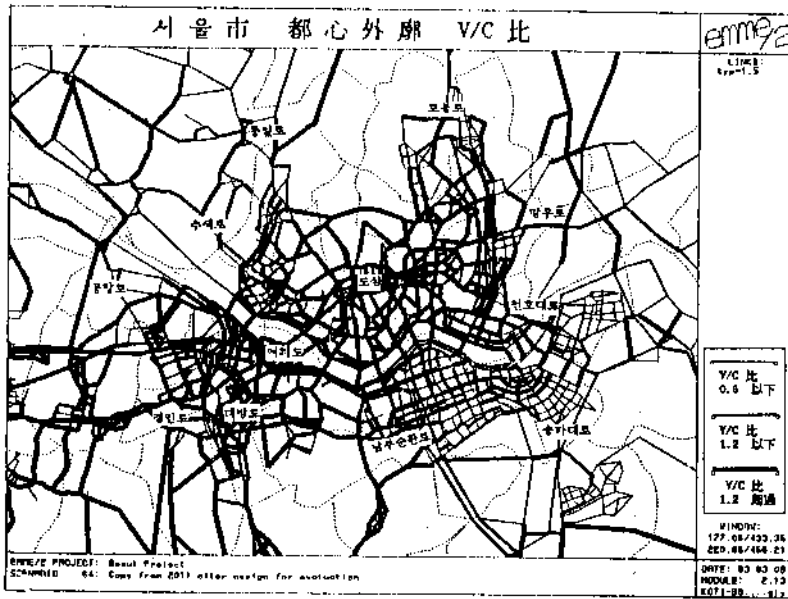 서울市 都心外廓 V/C 比
emme/2
LINKS:
typ=1,5
도봉로
통일로
망우로
수색로
공항로
도심
천호대로
여의도
경인로
대방로
남부순환로
송파대로
V/C 比
0.6 以下
V/C 比
1.2 以下
V/C 比
1.2 超過
WINDOW:
EMME/2 PROJECT: Seoul Project
SCENARIO 64: Copy from 2011 after assign for evaluation
DATE: 93 03 09
MODULE: 2.13